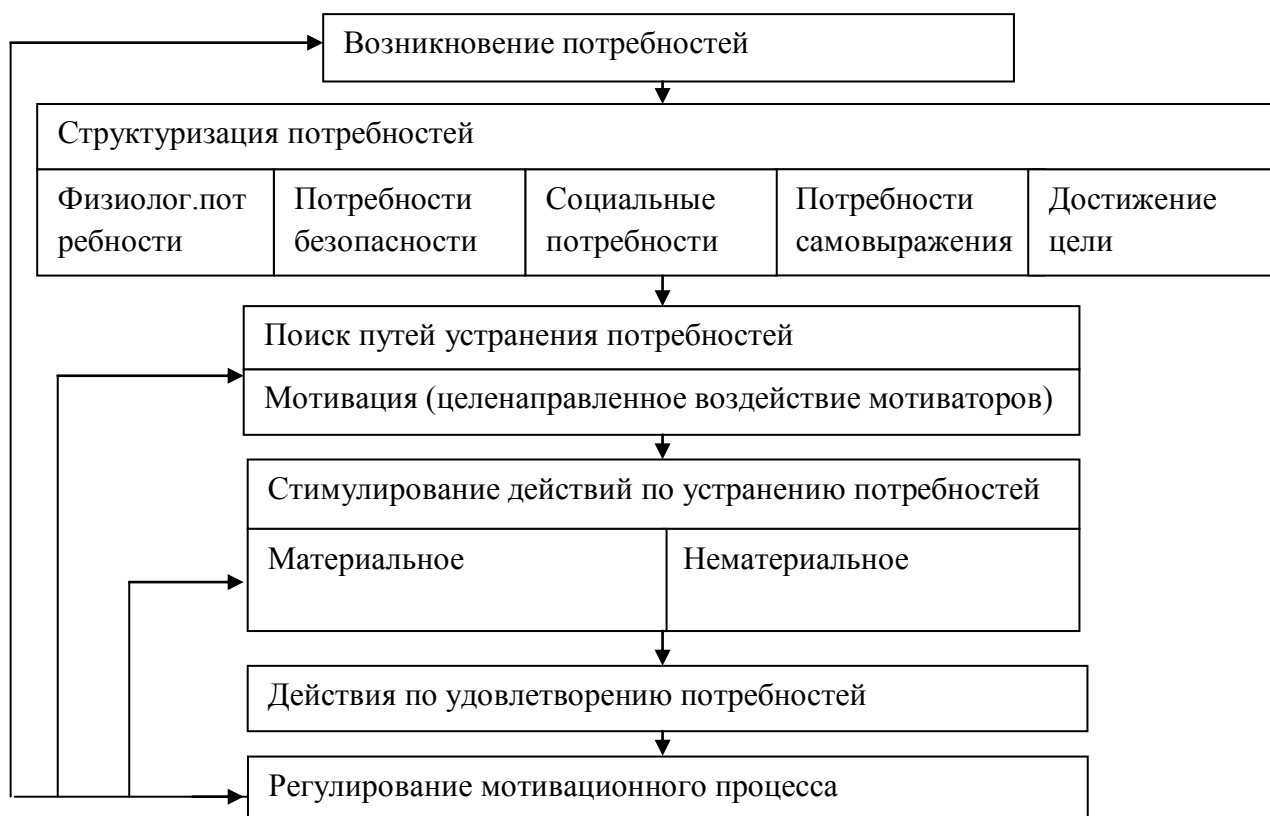 Возникновение потребностей
Структуризация потребностей
Физиолог.пот
ребности
Потребности
безопасности
Социальные
потребности
Потребности
самовыражения
Достижение
цели
Поиск путей устранения потребностей
Мотивация (целенаправленное воздействие мотиваторов)
Стимулирование действий по устранению потребностей
Материальное
Нематериальное
Действия по удовлетворению потребностей
Регулирование мотивационного процесса